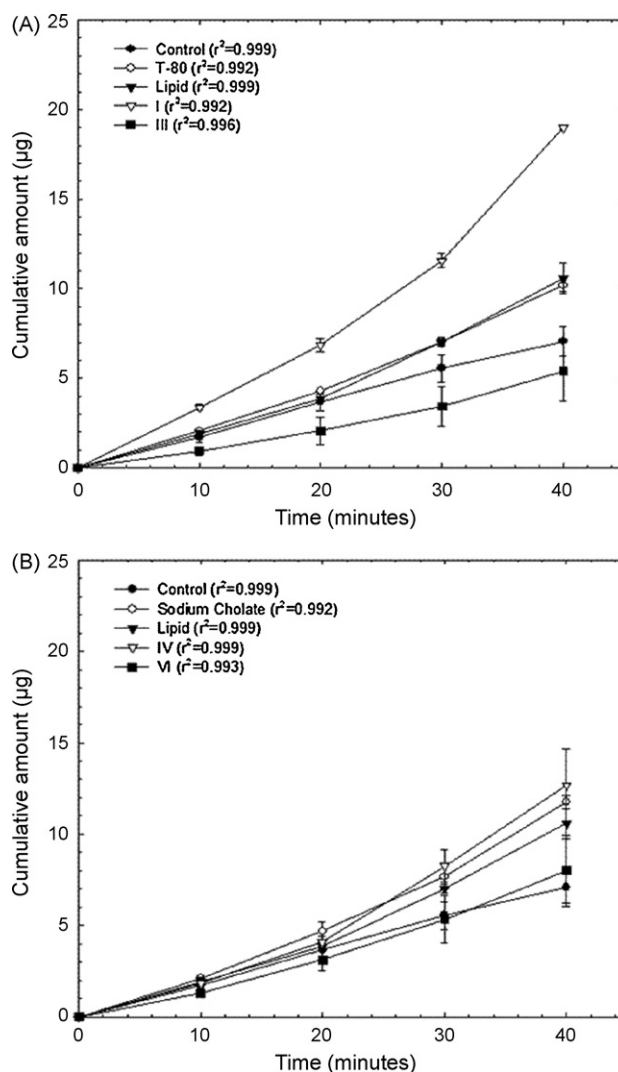 (A)
25
20
15
10
5
0
Cumulative amount (µg)
Control (r²=0.999)
T-80 (r²=0.992)
Lipid (r²=0.999)
I (r²=0.992)
III (r²=0.996)
0 10 20 30 40
Time (minutes)
(B)
25
20
15
10
5
0
Cumulative amount (µg)
Control (r²=0.999)
Sodium Cholate (r²=0.992)
Lipid (r²=0.999)
IV (r²=0.999)
VI (r²=0.993)
0 10 20 30 40
Time (minutes)